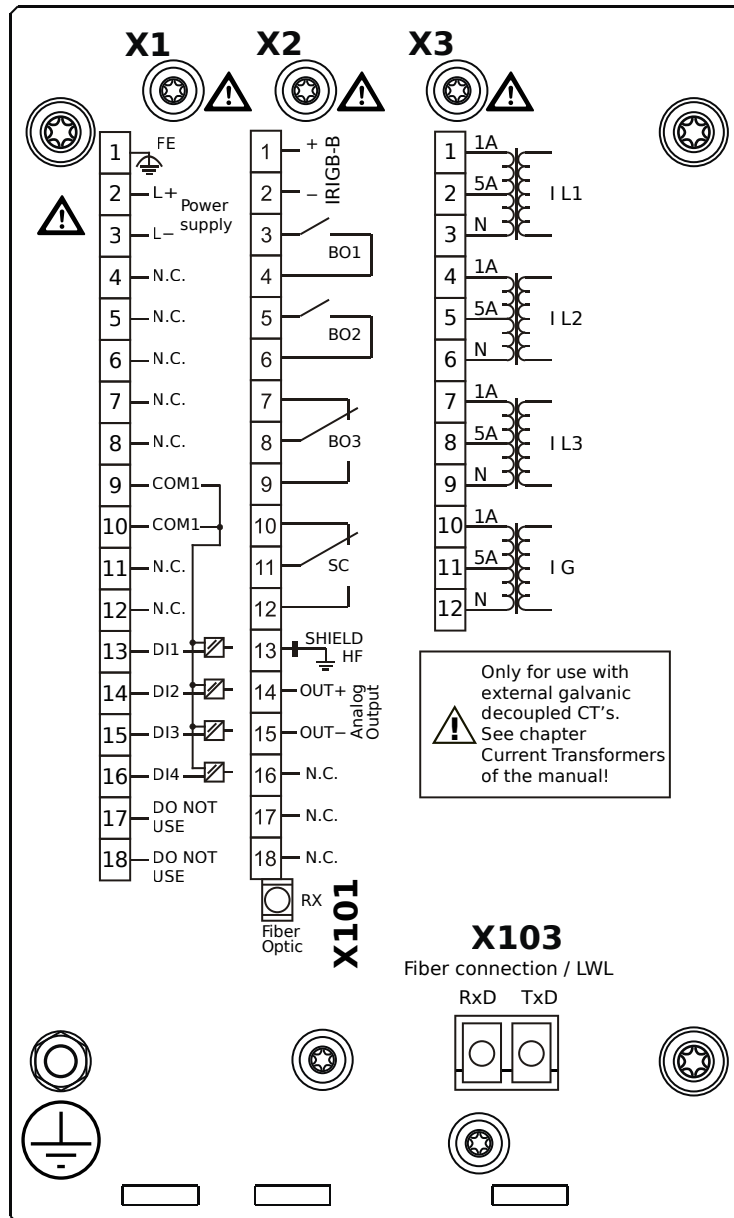 X1 X2 X3
1 FE
2 L+
3 L−
Power
supply
4 N.C.
5 N.C.
6 N.C.
7 N.C.
8 N.C.
9 COM1
10 COM1
11 N.C.
12 N.C.
13 DI1
14 DI2
15 DI3
16 DI4
17 DO NOT
USE
18 DO NOT
USE
1 +
2 −
IRIGB-B
3
BO1
4
5
BO2
6
7
8 BO3
9
10
11 SC
12
13 SHIELD
HF
14 OUT+
15 OUT−
Analog
Output
16 N.C.
17 N.C.
18 N.C.
RX
Fiber
Optic
X101
1 1A
2 5A I L1
3 N
4 1A
5 5A I L2
6 N
7 1A
8 5A I L3
9 N
10 1A
11 5A I G
12 N
Only for use with
external galvanic
decoupled CT’s.
See chapter
Current Transformers
of the manual!
X103
Fiber connection / LWL
RxD TxD